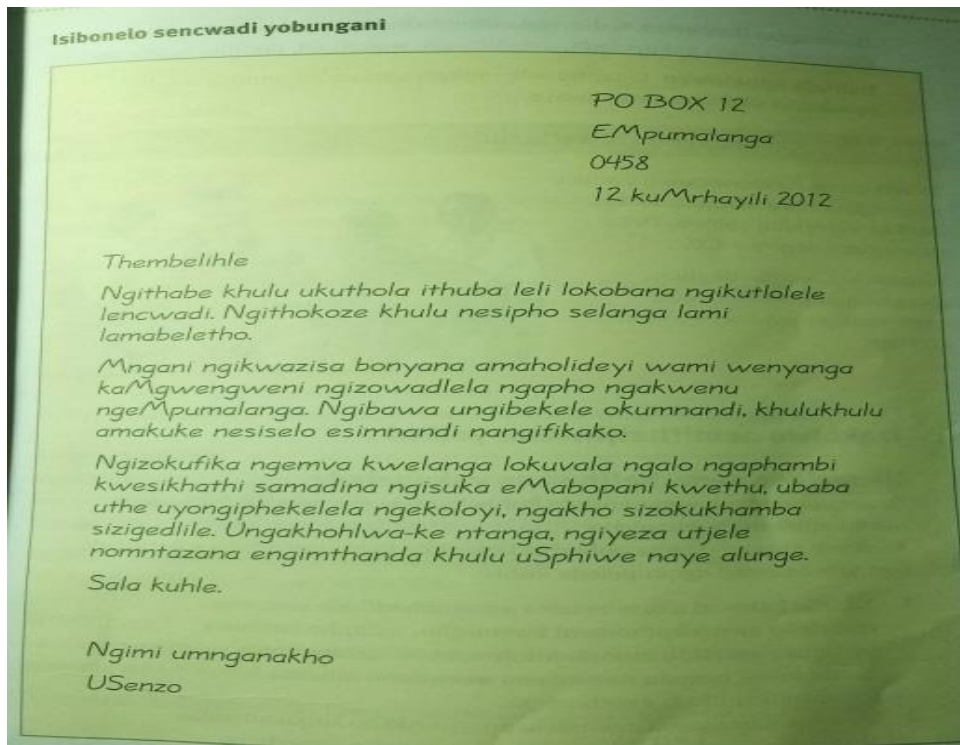 Isibonelo sencwadi yobungani
PO BOX 12
EMpumalanga
0458
12 kuMrhayili 2012
Thembelihle
Ngithabe khulu ukuthola ithuba leli lokobana ngikutlolele
lencwadi. Ngithokoze khulu nesipho selanga lami
lamabeletho.
Mngani ngikwazisa bonyana amaholideyi wami wenyanga
kaMgwengweni ngizowadlela ngapho ngakwenu
ngeMpumalanga. Ngibawa ungibekele okumnandi, khulukhulu
amakuke nesiselo esimnandi nangifikako.
Ngizokufika ngemva kwelanga lokuvala ngalo ngaphambi
kwesikhathi samadina ngisuka eMabopani kwethu, ubaba
uthe uyongiphekelela ngekoloyi, ngakho sizokukhamba
sizigedlile. Ungakhohlwa-ke ntanga, ngiyeza utjele
nomntazana engimthanda khulu uSphiwe naye alunge.
Sala kuhle.
Ngimi umnganakho
USenzo